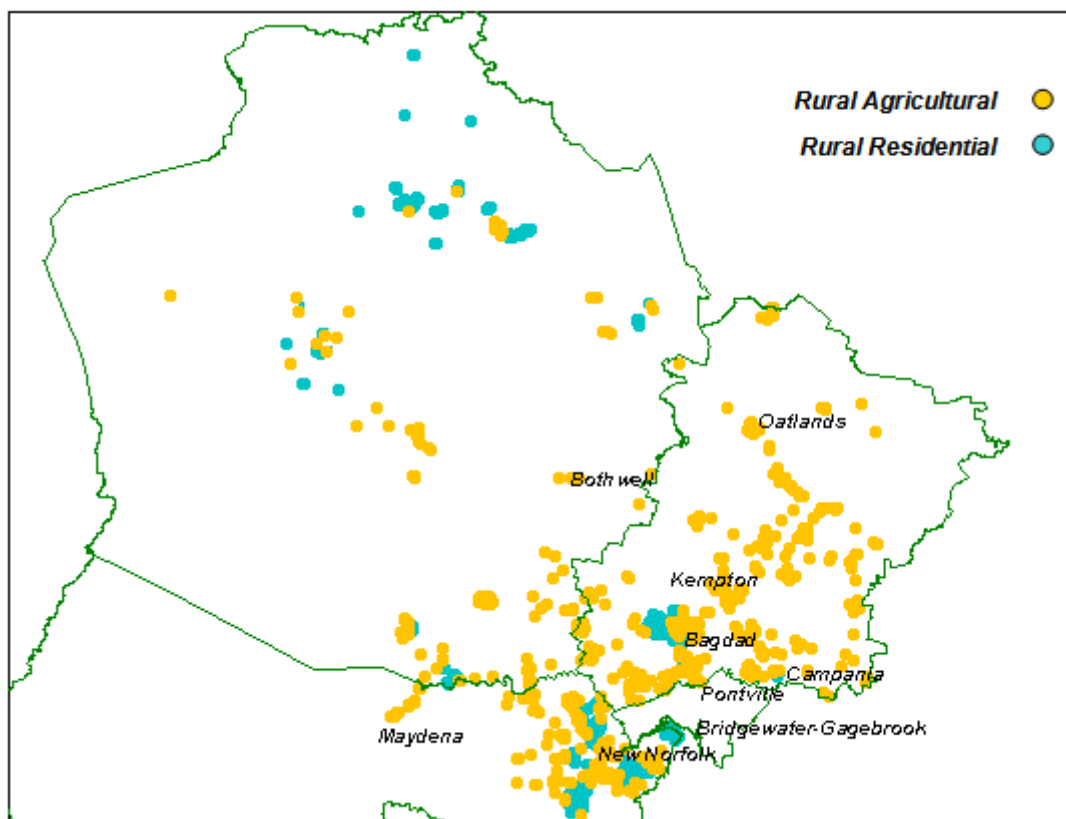 Rural Agricultural
Rural Residential
Oatlands
Bothwell
Kempton
Bagdad
Campania
Pontville
Bridgewater-Gagebrook
Maydena
New Norfolk